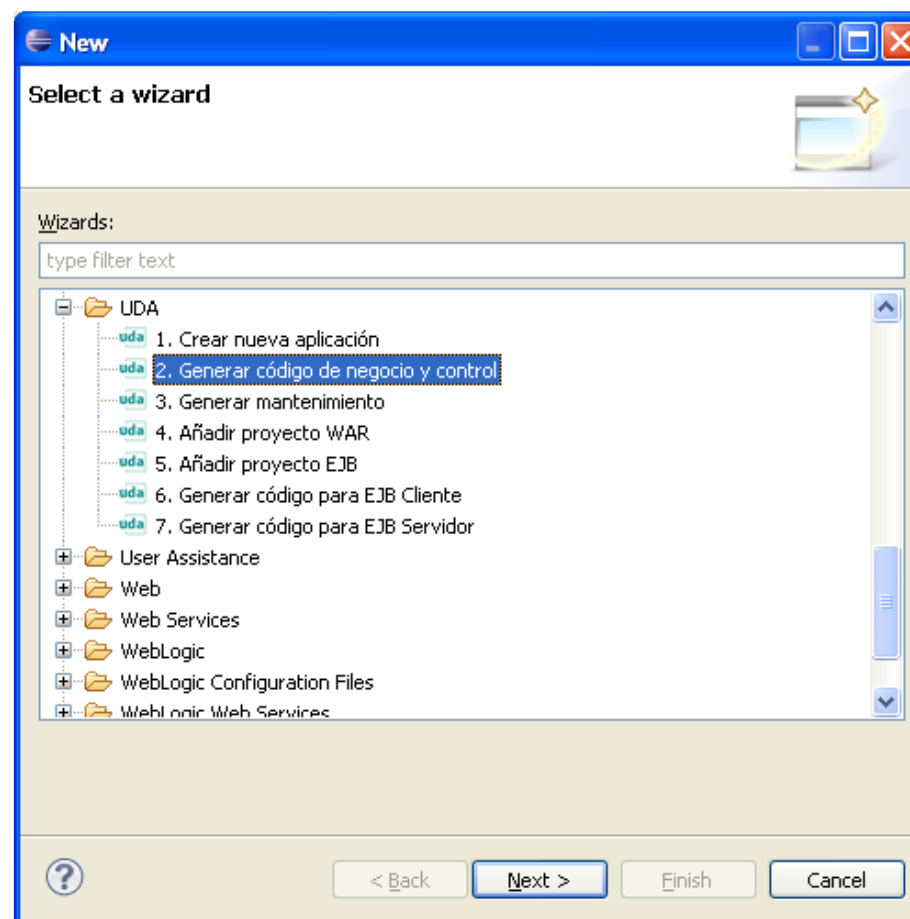 New
Select a wizard
Wizards:
type filter text
UDA
uda 1. Crear nueva aplicación
uda 2. Generar código de negocio y control
uda 3. Generar mantenimiento
uda 4. Añadir proyecto WAR
uda 5. Añadir proyecto EJB
uda 6. Generar código para EJB Cliente
uda 7. Generar código para EJB Servidor
User Assistance
Web
Web Services
WebLogic
WebLogic Configuration Files
WebLogic Web Services
? < Back Next > Finish Cancel